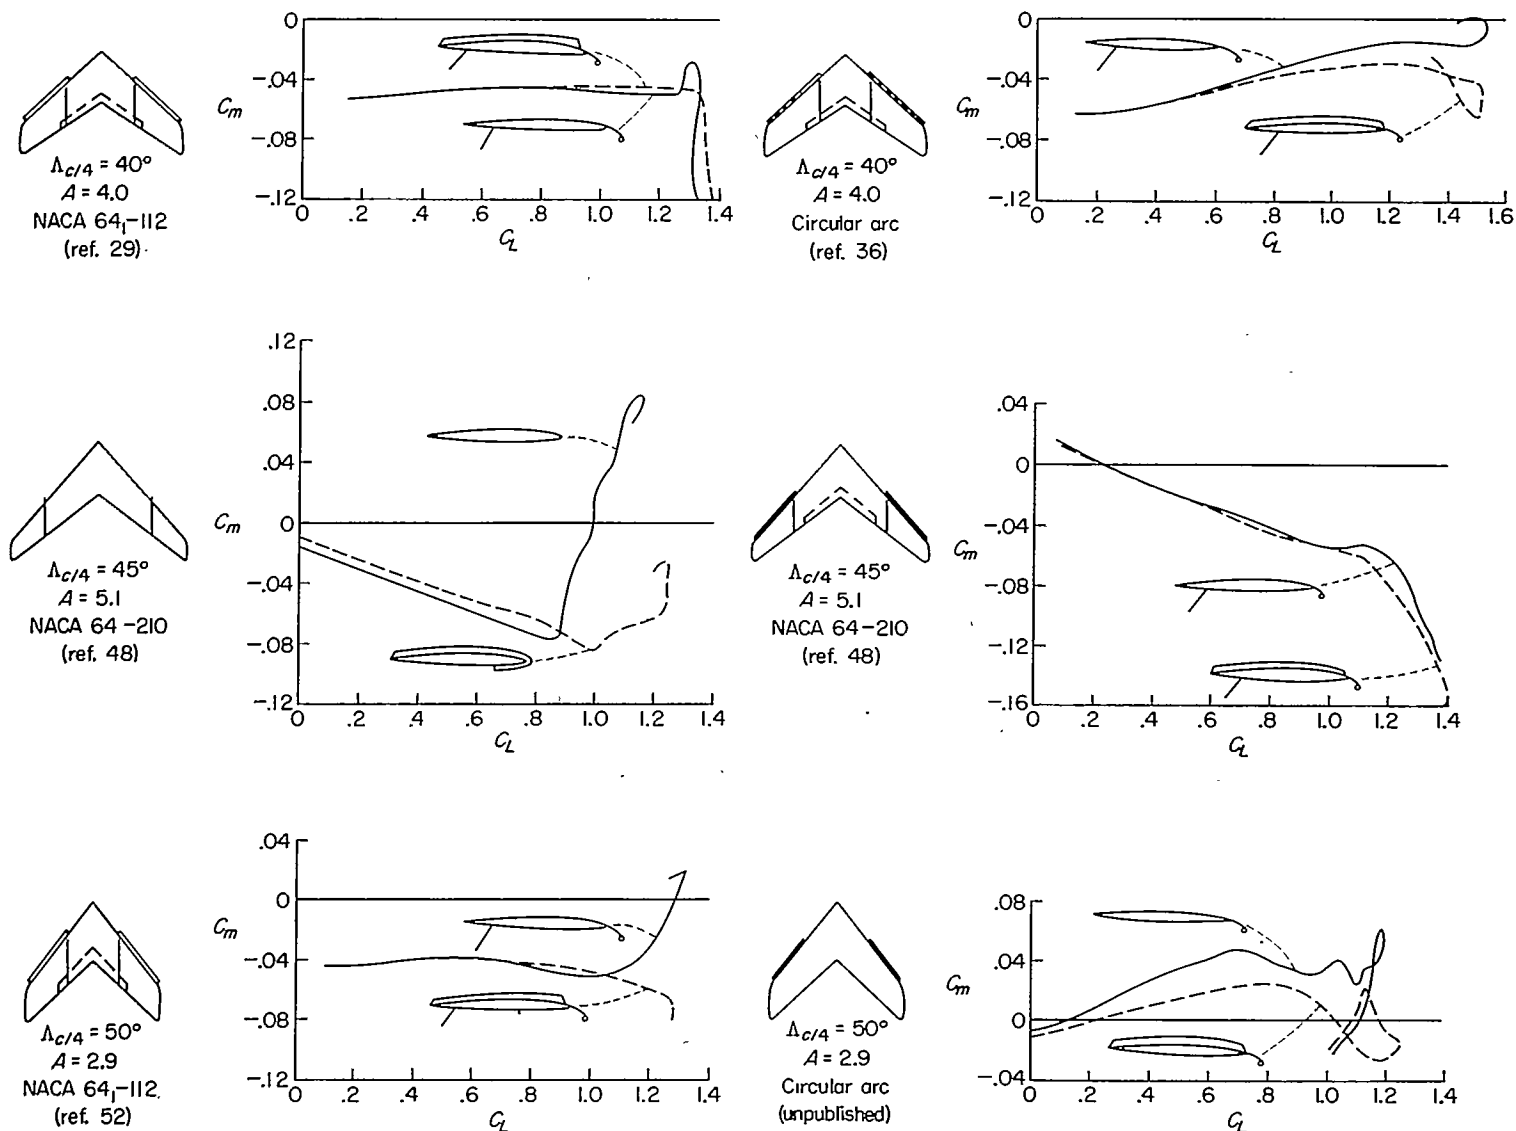 0
-.04
Cm
-.08
-.12
0 .2 .4 .6 .8 1.0 1.2 1.4
CL
Λc/4 = 40°
A = 4.0
NACA 641-112
(ref. 29)
0
-.04
Cm
-.08
-.12
0 .2 .4 .6 .8 1.0 1.2 1.4 1.6
CL
Λc/4 = 40°
A = 4.0
Circular arc
(ref. 36)
.12
.08
.04
Cm
0
-.04
-.08
-.12
0 .2 .4 .6 .8 1.0 1.2 1.4
CL
Λc/4 = 45°
A = 5.1
NACA 64-210
(ref. 48)
.04
0
-.04
Cm
-.08
-.12
-.16
0 .2 .4 .6 .8 1.0 1.2 1.4
CL
Λc/4 = 45°
A = 5.1
NACA 64-210
(ref. 48)
.04
0
Cm
-.04
-.08
-.12
0 .2 .4 .6 .8 1.0 1.2 1.4
CL
Λc/4 = 50°
A = 2.9
NACA 641-112
(ref. 52)
.08
.04
Cm
0
-.04
0 .2 .4 .6 .8 1.0 1.2 1.4
CL
Λc/4 = 50°
A = 2.9
Circular arc
(unpublished)